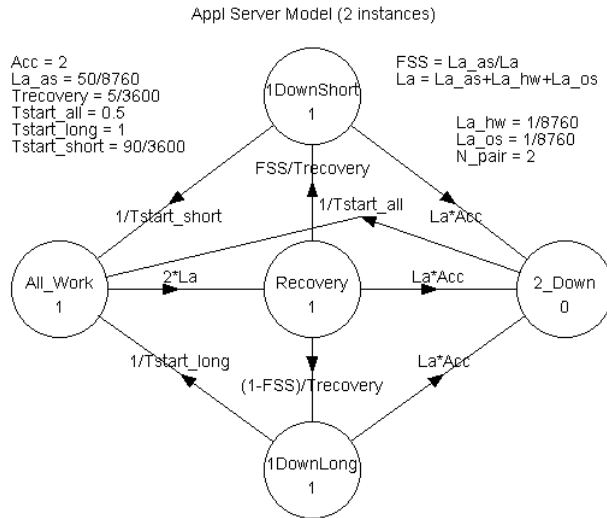 Appl Server Model (2 instances)
Acc = 2
La_as = 50/8760
Trecovery = 5/3600
Tstart_all = 0.5
Tstart_long = 1
Tstart_short = 90/3600
FSS = La_as/La
La = La_as+La_hw+La_os
La_hw = 1/8760
La_os = 1/8760
N_pair = 2
1DownShort
1
FSS/Trecovery
1/Tstart_all
1/Tstart_short
La*Acc
All_Work
1
2*La
Recovery
1
La*Acc
2_Down
0
1/Tstart_long
La*Acc
(1-FSS)/Trecovery
1DownLong
1